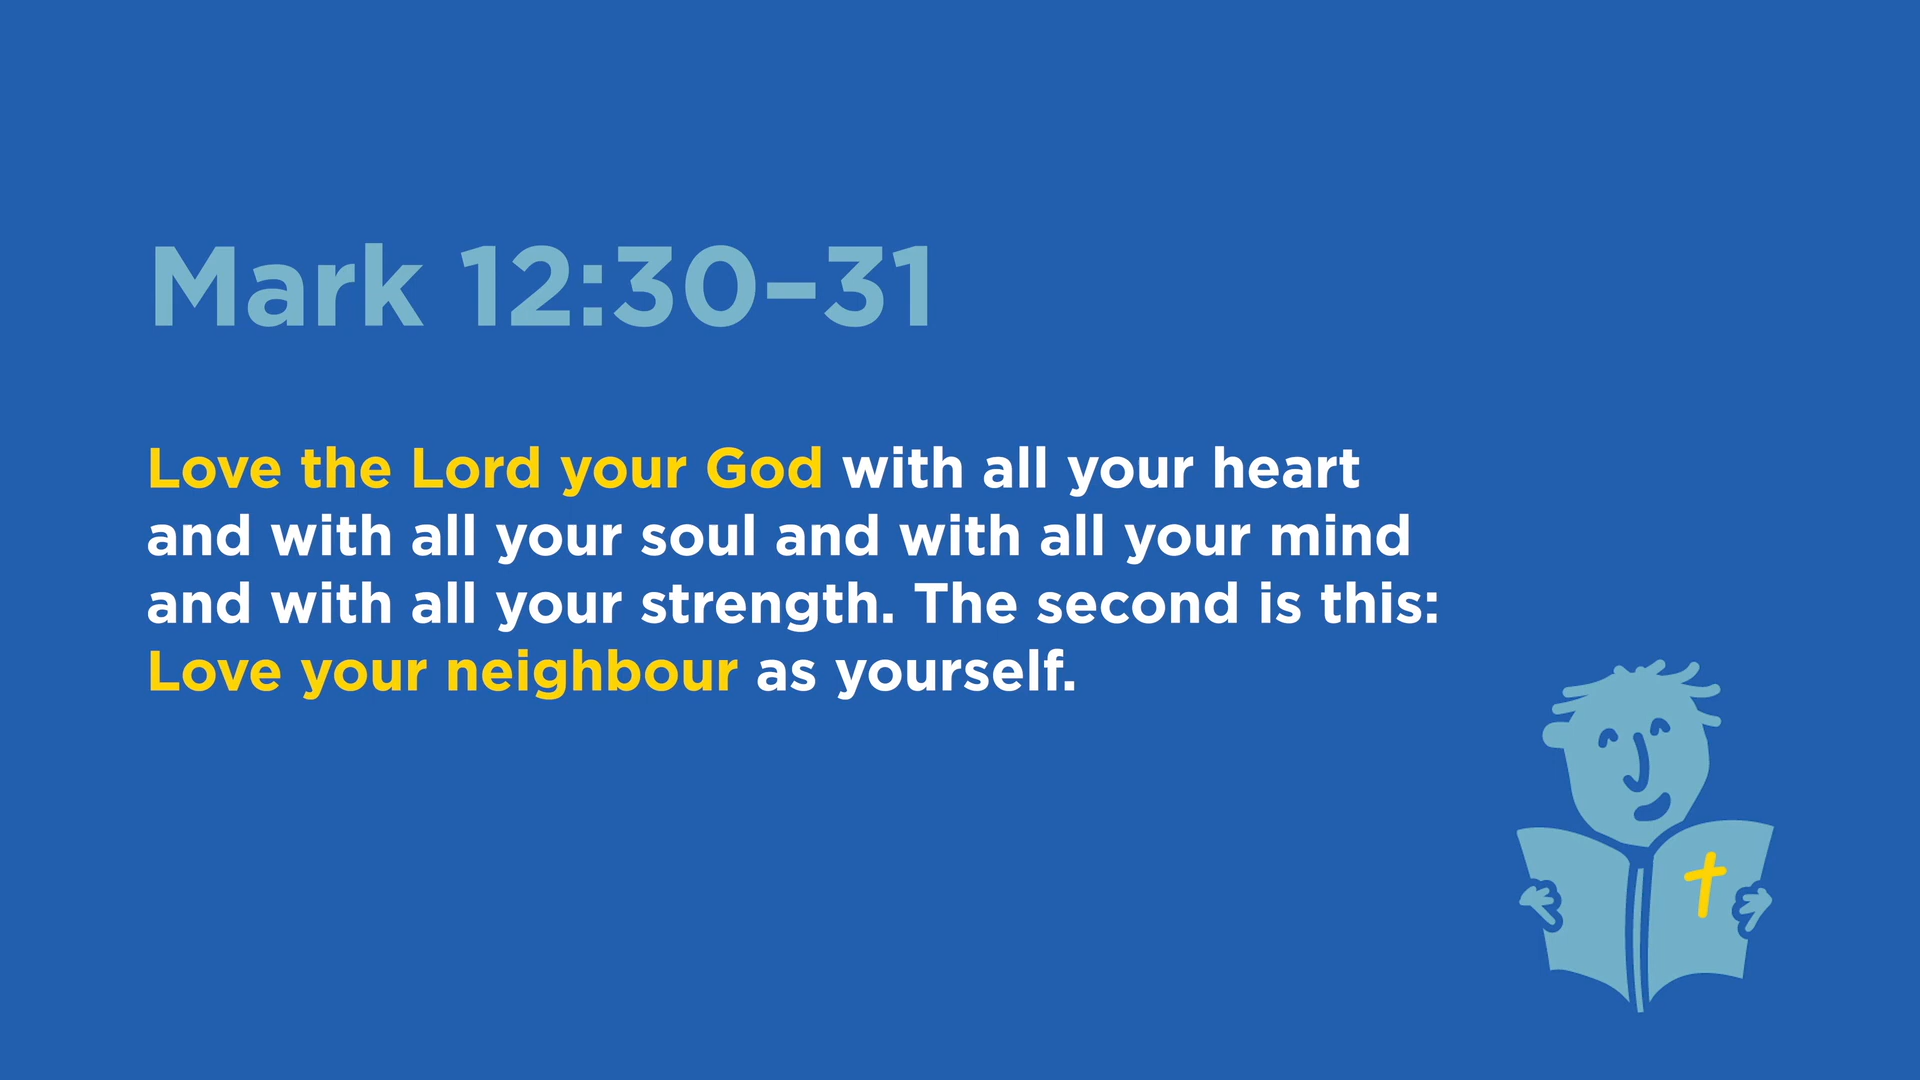 Mark 12:30–31
Love the Lord your God with all your heart
and with all your soul and with all your mind
and with all your strength. The second is this:
Love your neighbour as yourself.